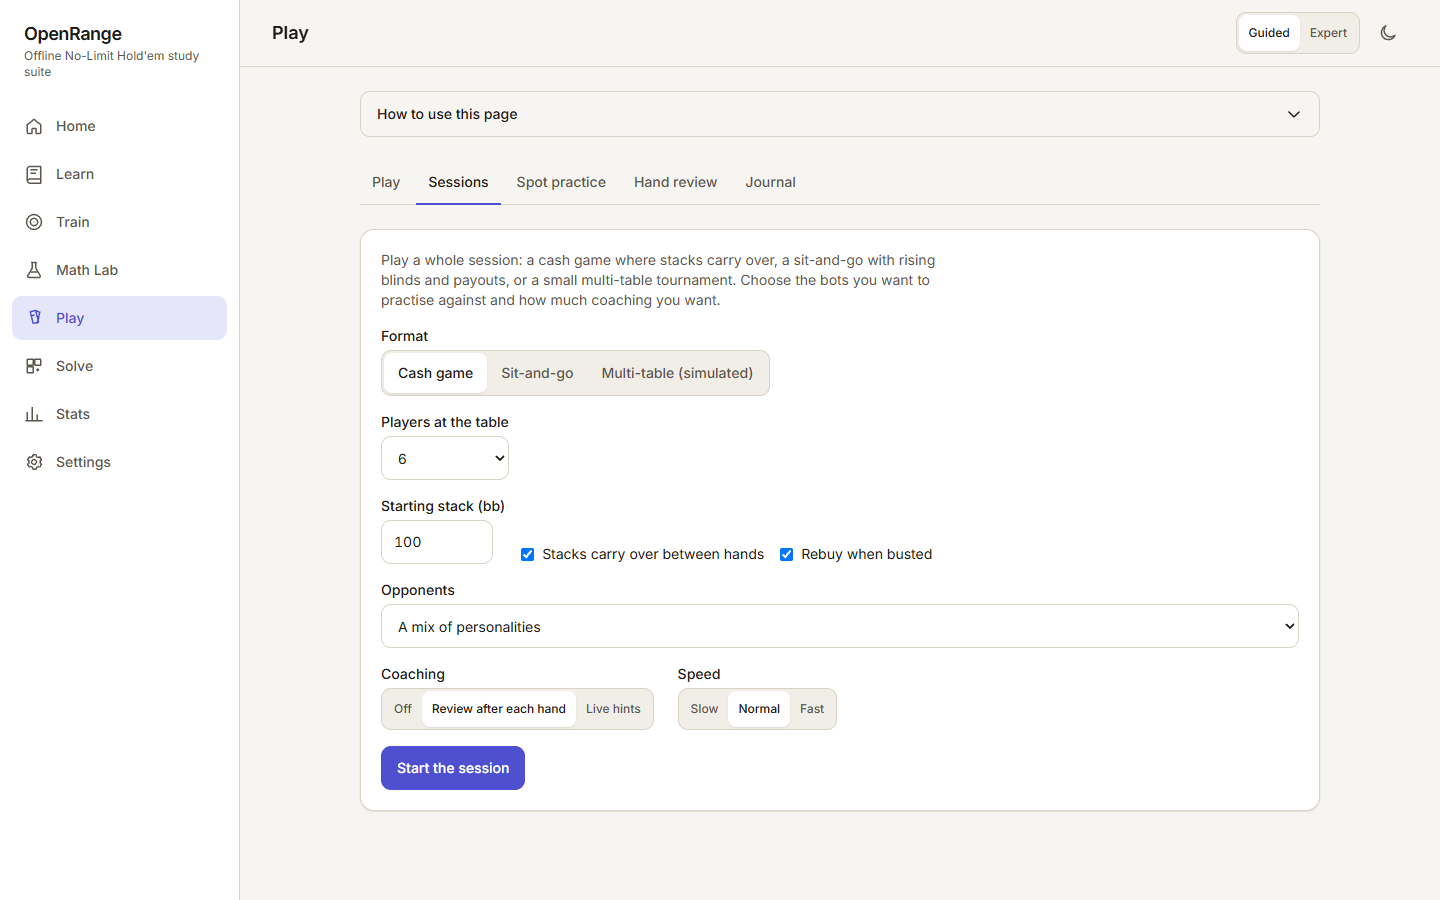 OpenRange
Offline No-Limit Hold'em study
suite
Home
Learn
Train
Math Lab
Play
Solve
Stats
Settings
Play
Guided
Expert
How to use this page
Play
Sessions
Spot practice
Hand review
Journal
Play a whole session: a cash game where stacks carry over, a sit-and-go with rising
blinds and payouts, or a small multi-table tournament. Choose the bots you want to
practise against and how much coaching you want.
Format
Cash game
Sit-and-go
Multi-table (simulated)
Players at the table
6
Starting stack (bb)
100
Stacks carry over between hands
Rebuy when busted
Opponents
A mix of personalities
Coaching
Off
Review after each hand
Live hints
Speed
Slow
Normal
Fast
Start the session